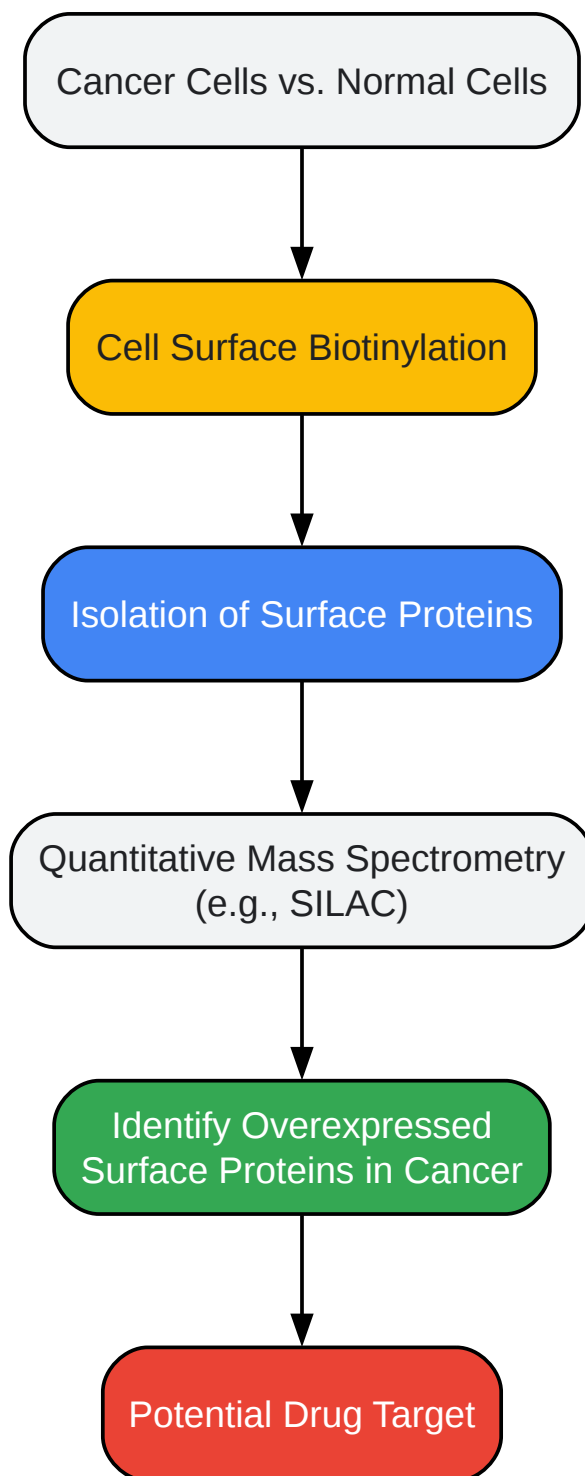 Cancer Cells vs. Normal Cells
Cell Surface Biotinylation
Isolation of Surface Proteins
Quantitative Mass Spectrometry
(e.g., SILAC)
Identify Overexpressed
Surface Proteins in Cancer
Potential Drug Target